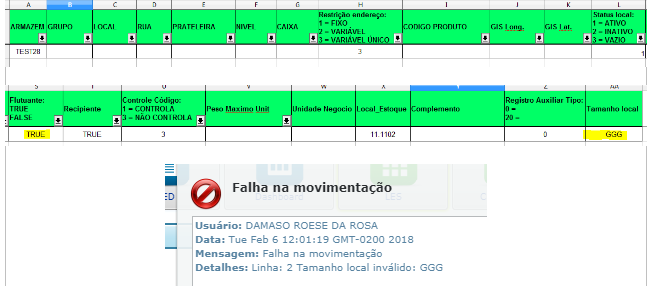 A B C D E F G H I J K L
ARMAZEM GRUPO LOCAL RUA PRATELEIRA NIVEL CAIXA Restrição endereço: 1 = FIXO 2 = VARIÁVEL 3 = VARIÁVEL ÚNICO CODIGO PRODUTO GIS Long. GIS Lat. Status local: 1 = ATIVO 2 = INATIVO 3 = VAZIO
TEST28 3 1
S T U V W X Y Z AA
Flutuante: TRUE FALSE Recipiente Controle Código: 1 = CONTROLA 3 = NÃO CONTROLA Peso Maximo Unit Unidade Negocio Local_Estoque Complemento Registro Auxiliar Tipo: 0 = 20 = Tamanho local
TRUE TRUE 3 11.1102 0 GGG
Dashboard LES
Falha na movimentação
Usuário: DAMASO ROESE DA ROSA
Data: Tue Feb 6 12:01:19 GMT-0200 2018
Mensagem: Falha na movimentação
Detalhes: Linha: 2 Tamanho local inválido: GGG